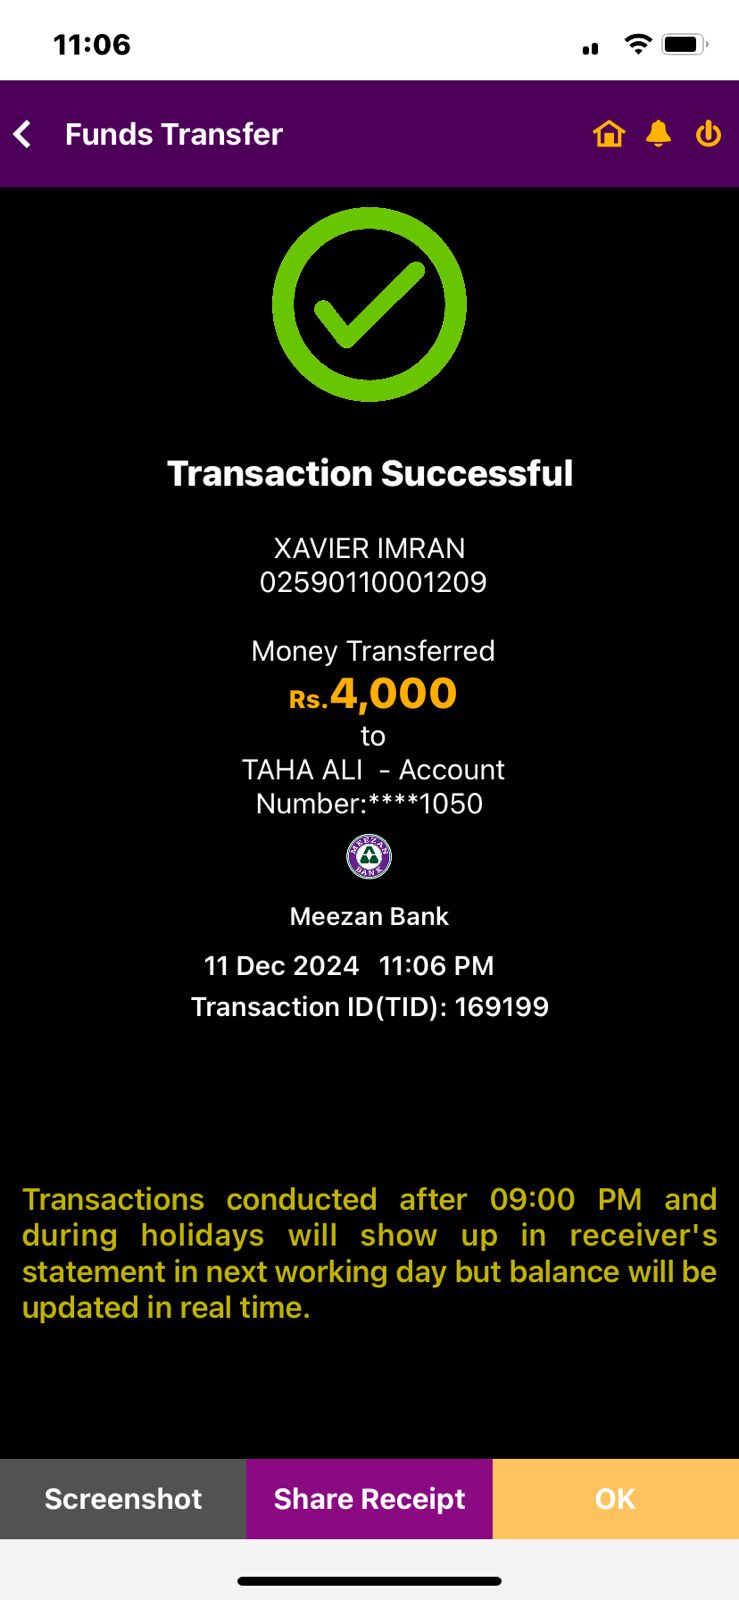 11:06
Funds Transfer
Transaction Successful
XAVIER IMRAN
02590110001209
Money Transferred
Rs.4,000
to
TAHA ALI - Account
Number:****1050
MEEZAN
BANK
Meezan Bank
11 Dec 2024 11:06 PM
Transaction ID(TID): 169199
Transactions conducted after 09:00 PM and
during holidays will show up in receiver's
statement in next working day but balance will be
updated in real time.
Screenshot
Share Receipt
OK